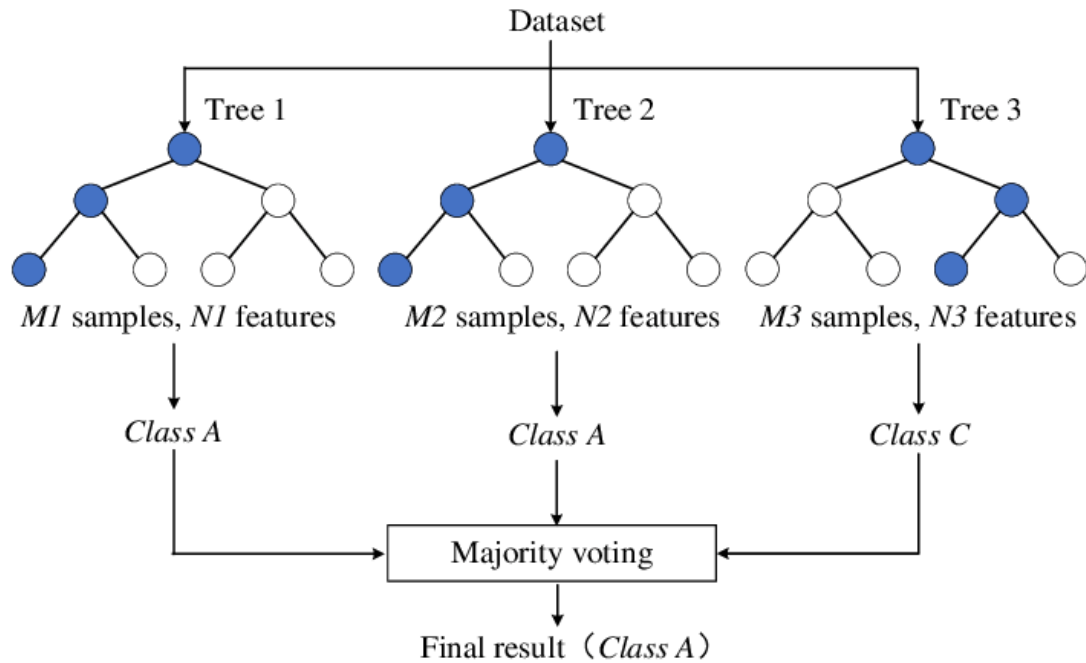 Dataset
Tree 1
Tree 2
Tree 3
M1 samples, N1 features
M2 samples, N2 features
M3 samples, N3 features
Class A
Class A
Class C
Majority voting
Final result（Class A）